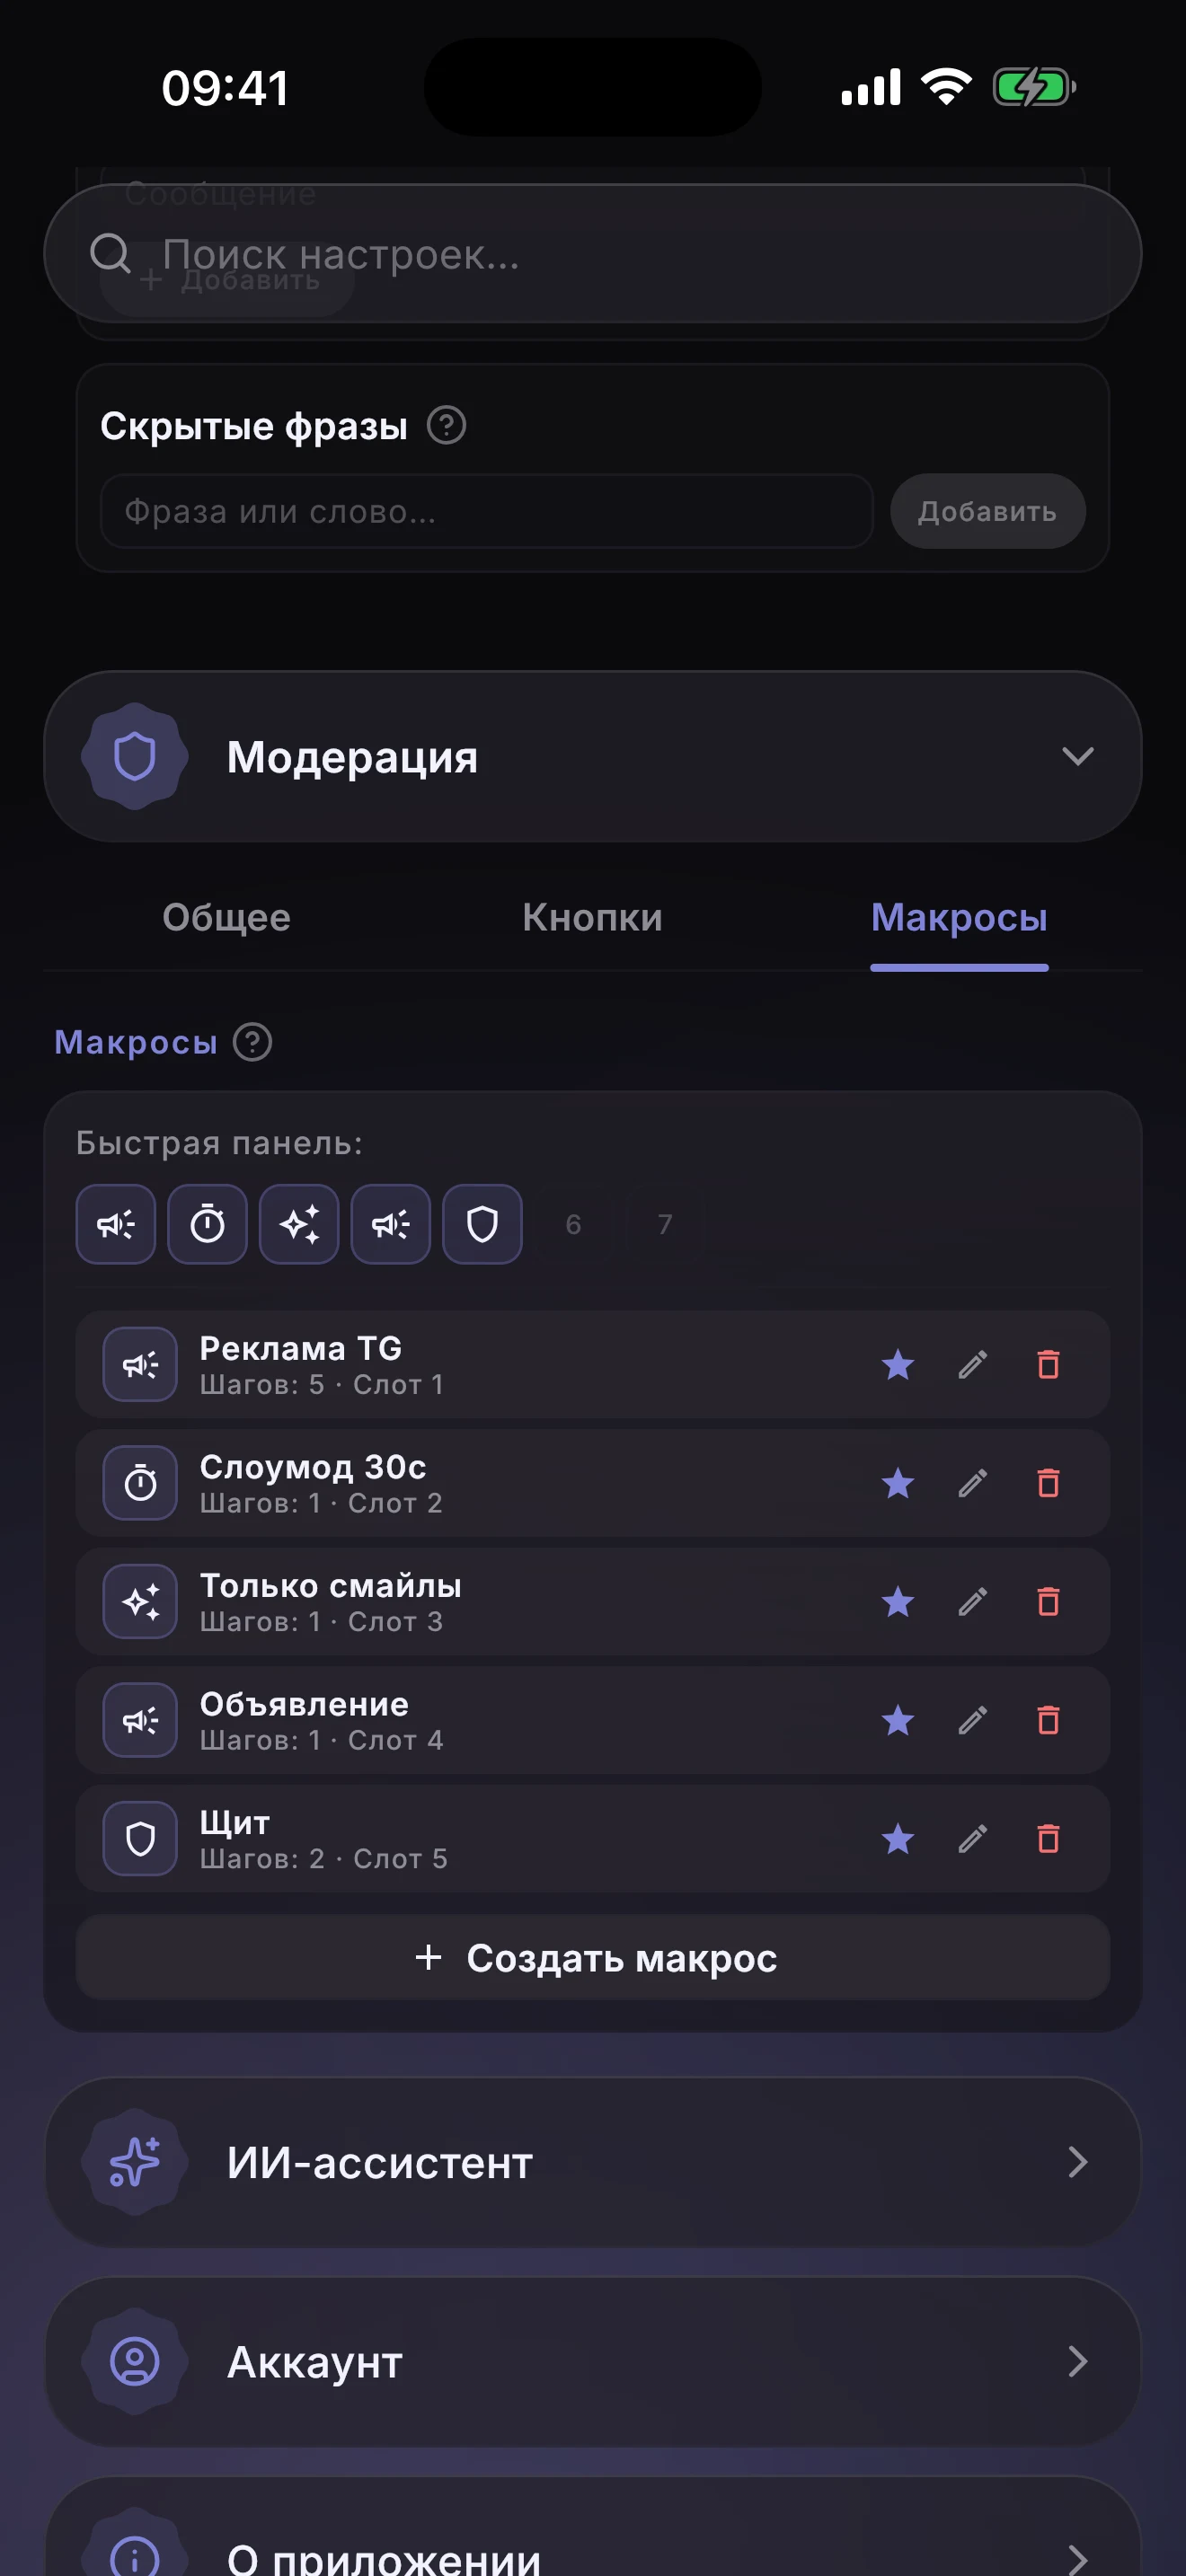 09:41
Сообщение
Поиск настроек...
+ Добавить
Скрытые фразы
Фраза или слово...
Добавить
Модерация
Общее
Кнопки
Макросы
Макросы
Быстрая панель:
6
7
Реклама TG
Шагов: 5 · Слот 1
Слоумод 30с
Шагов: 1 · Слот 2
Только смайлы
Шагов: 1 · Слот 3
Объявление
Шагов: 1 · Слот 4
Щит
Шагов: 2 · Слот 5
+ Создать макрос
ИИ-ассистент
Аккаунт
О приложении